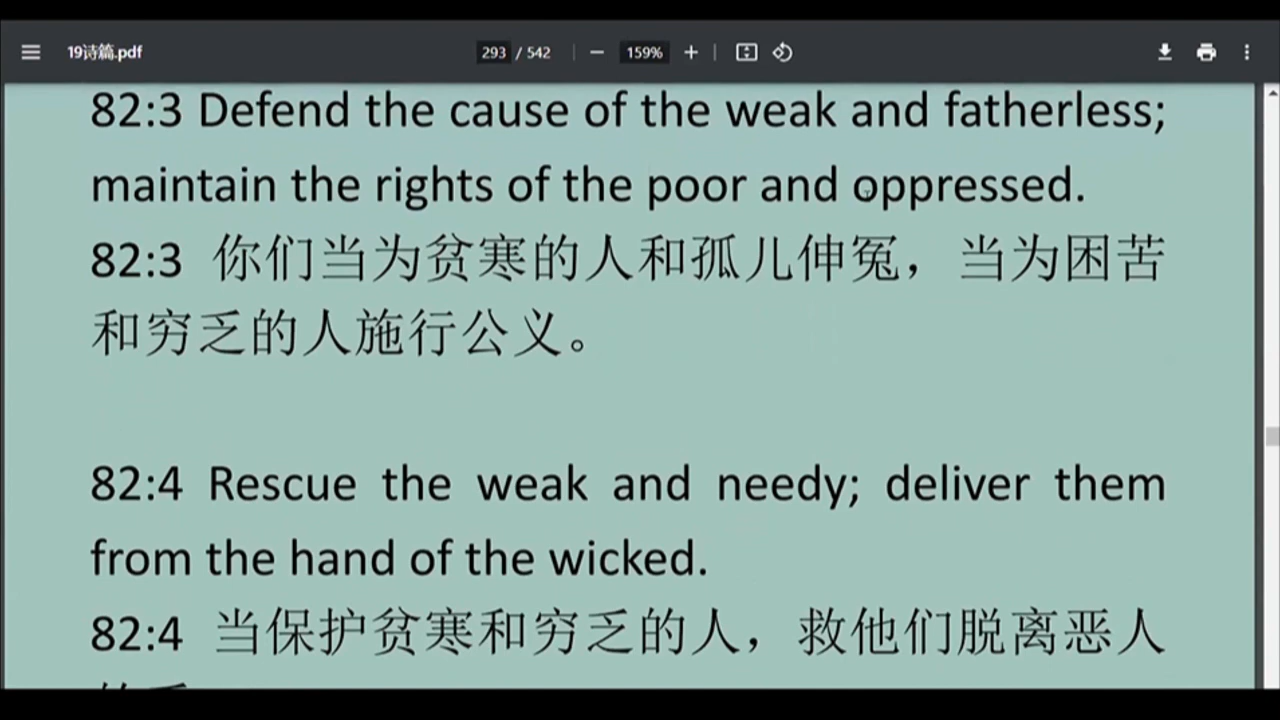 19诗篇.pdf
293 / 542
159%
82:3 Defend the cause of the weak and fatherless;
maintain the rights of the poor and oppressed.
82:3 你们当为贫寒的人和孤儿伸冤，当为困苦
和穷乏的人施行公义。
82:4 Rescue the weak and needy; deliver them
from the hand of the wicked.
82:4 当保护贫寒和穷乏的人，救他们脱离恶人